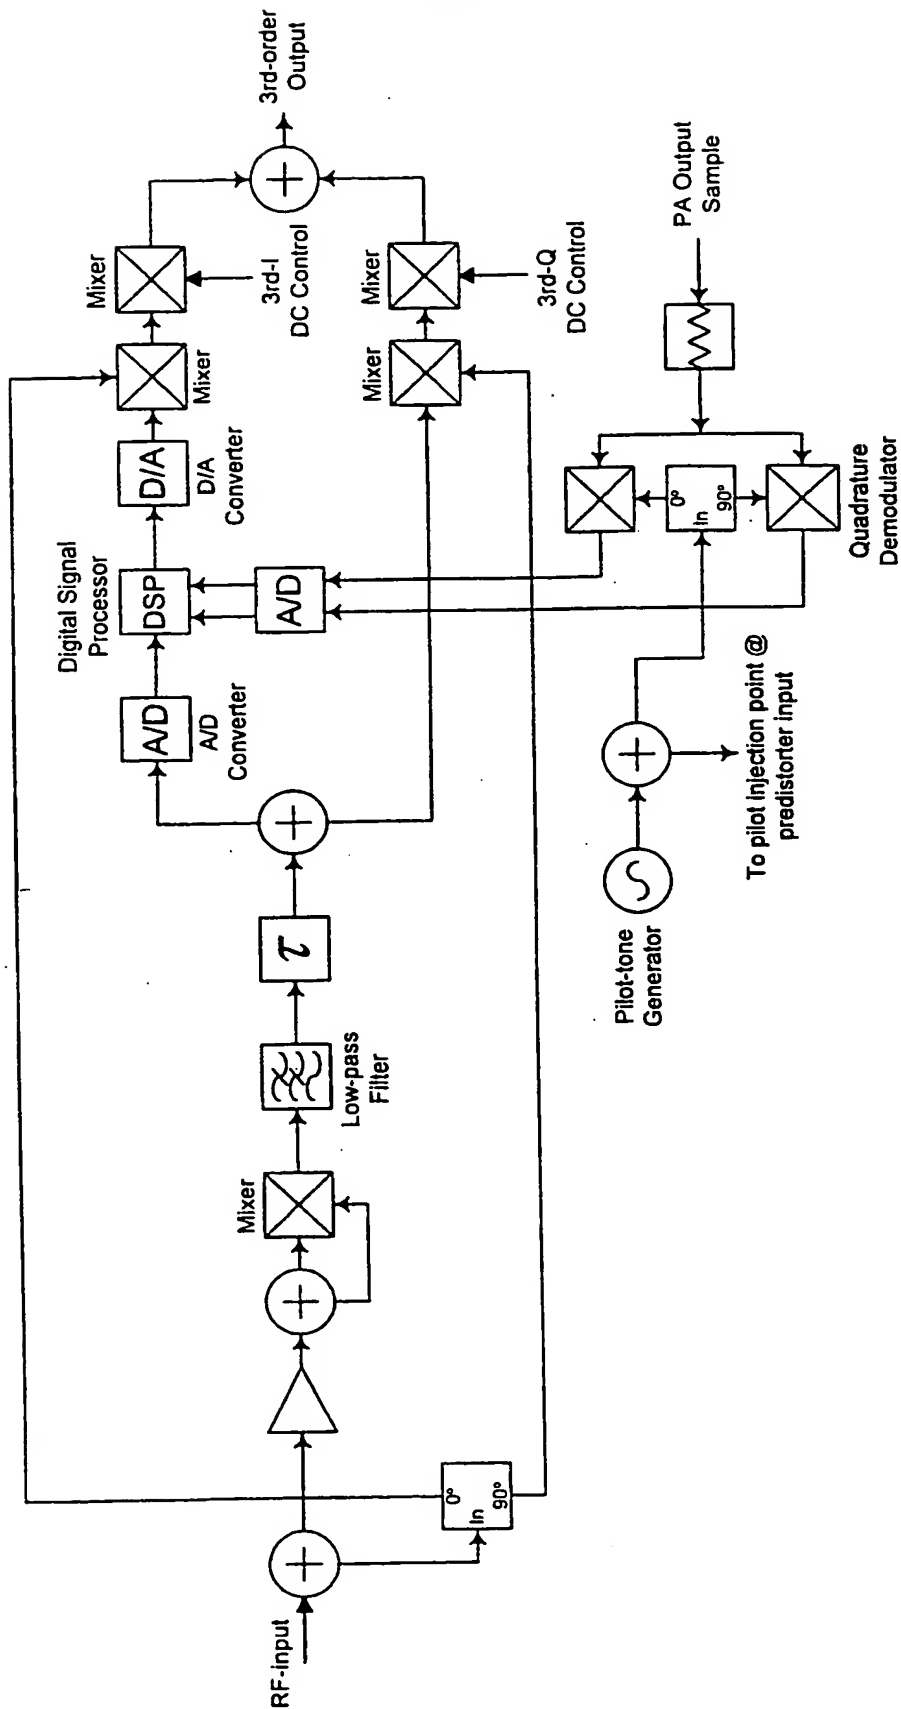 RF-input
0°
In
90°
Mixer
Low-pass
Filter
τ
A/D
A/D
Converter
Digital Signal
Processor
DSP
A/D
D/A
D/A
Converter
Mixer
Mixer
3rd-I
DC Control
Mixer
Mixer
3rd-Q
DC Control
3rd-order
Output
Pilot-tone
Generator
To pilot injection point @
predistorter input
0°
In
90°
Quadrature
Demodulator
PA Output
Sample